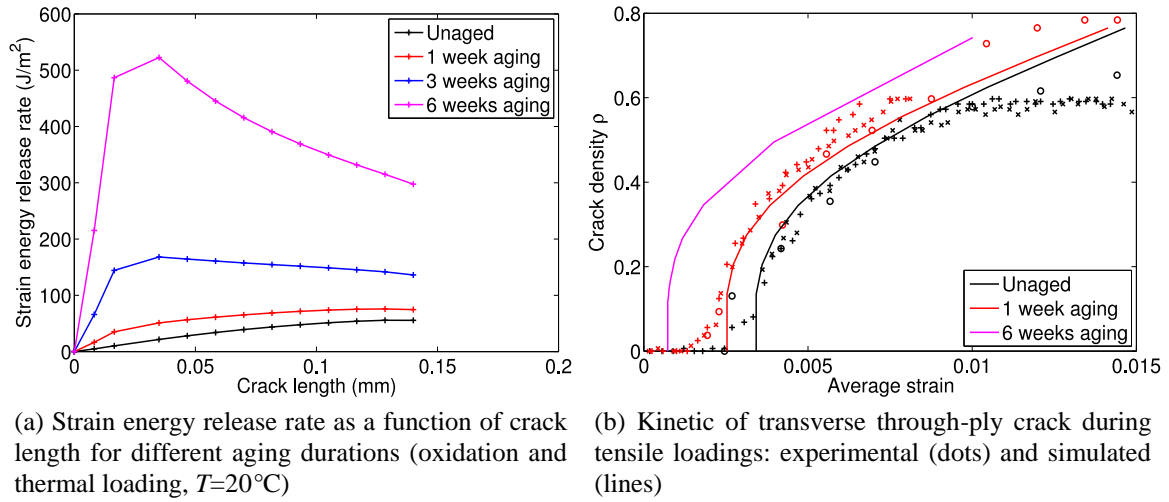 600
500
400
300
200
100
0
Strain energy release rate (J/m²)
0
0.05
0.1
0.15
0.2
Crack length (mm)
Unaged
1 week aging
3 weeks aging
6 weeks aging
(a) Strain energy release rate as a function of crack
length for different aging durations (oxidation and
thermal loading, T=20°C)
0.8
0.6
0.4
0.2
0
Crack density ρ
0
0.005
0.01
0.015
Average strain
Unaged
1 week aging
6 weeks aging
(b) Kinetic of transverse through-ply crack during
tensile loadings: experimental (dots) and simulated
(lines)